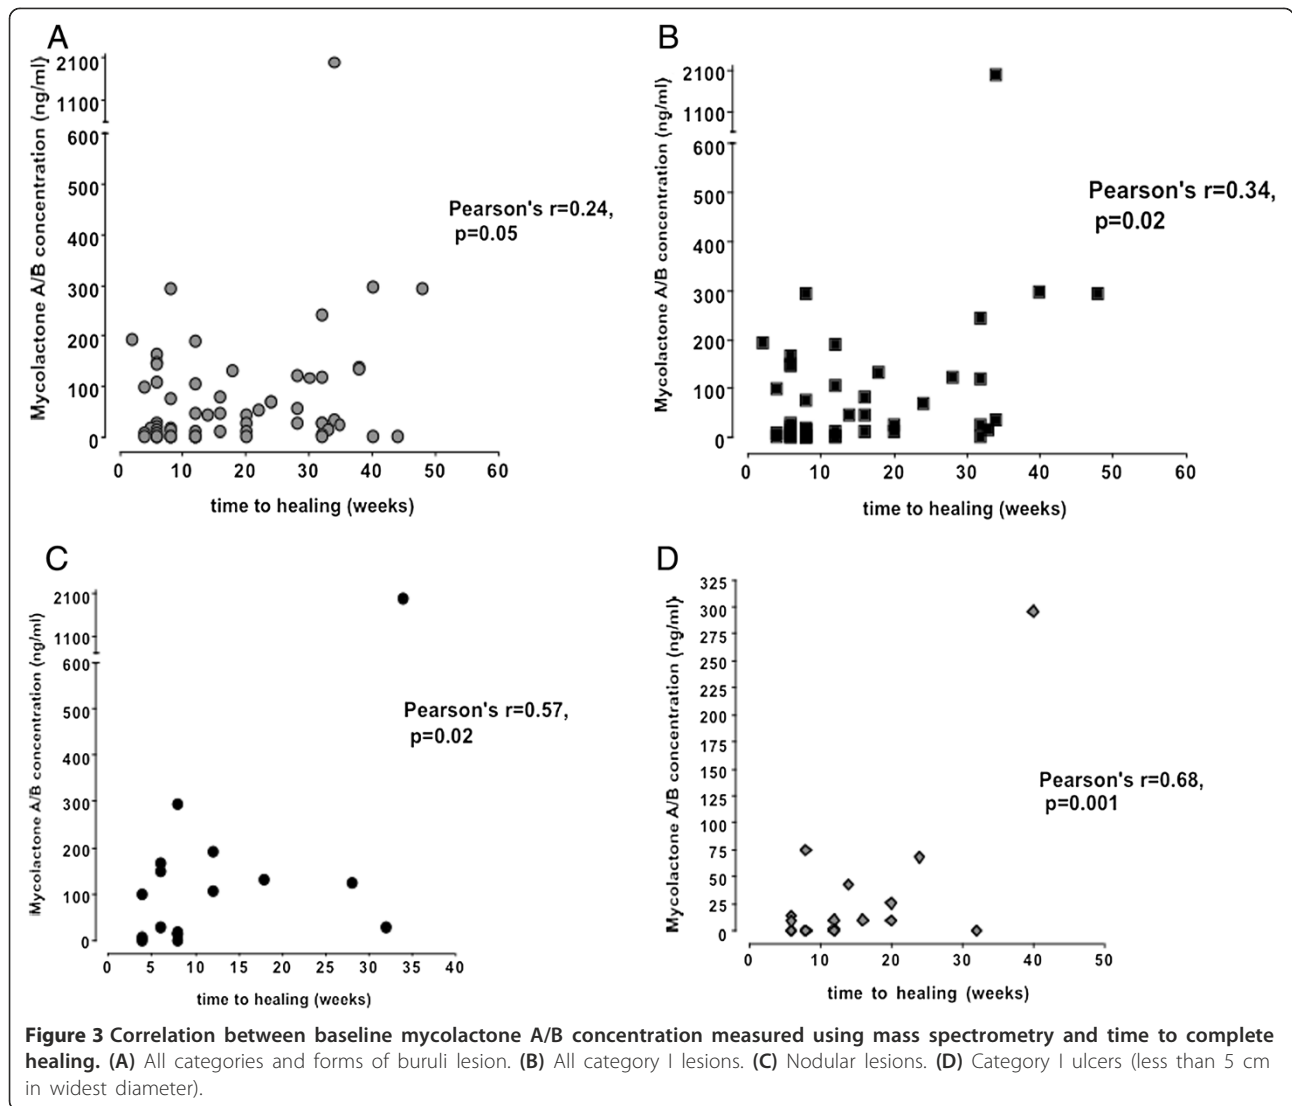 A
Mycolactone A/B concentration (ng/ml)
2100
1100
600
500
400
300
200
100
0
Pearson's r=0.24,
p=0.05
0 10 20 30 40 50 60
time to healing (weeks)
B
Mycolactone A/B concentration (ng/ml)
2100
1100
600
500
400
300
200
100
0
Pearson's r=0.34,
p=0.02
0 10 20 30 40 50 60
time to healing (weeks)
C
Mycolactone A/B concentration (ng/ml)
2100
1100
600
500
400
300
200
100
0
Pearson's r=0.57,
p=0.02
0 5 10 15 20 25 30 35 40
time to healing (weeks)
D
Mycolactone A/B concentration (ng/ml)
325
300
275
250
225
200
175
150
125
100
75
50
25
0
Pearson's r=0.68,
p=0.001
0 10 20 30 40 50
time to healing (weeks)
Figure 3 Correlation between baseline mycolactone A/B concentration measured using mass spectrometry and time to complete
healing. (A) All categories and forms of buruli lesion. (B) All category I lesions. (C) Nodular lesions. (D) Category I ulcers (less than 5 cm
in widest diameter).